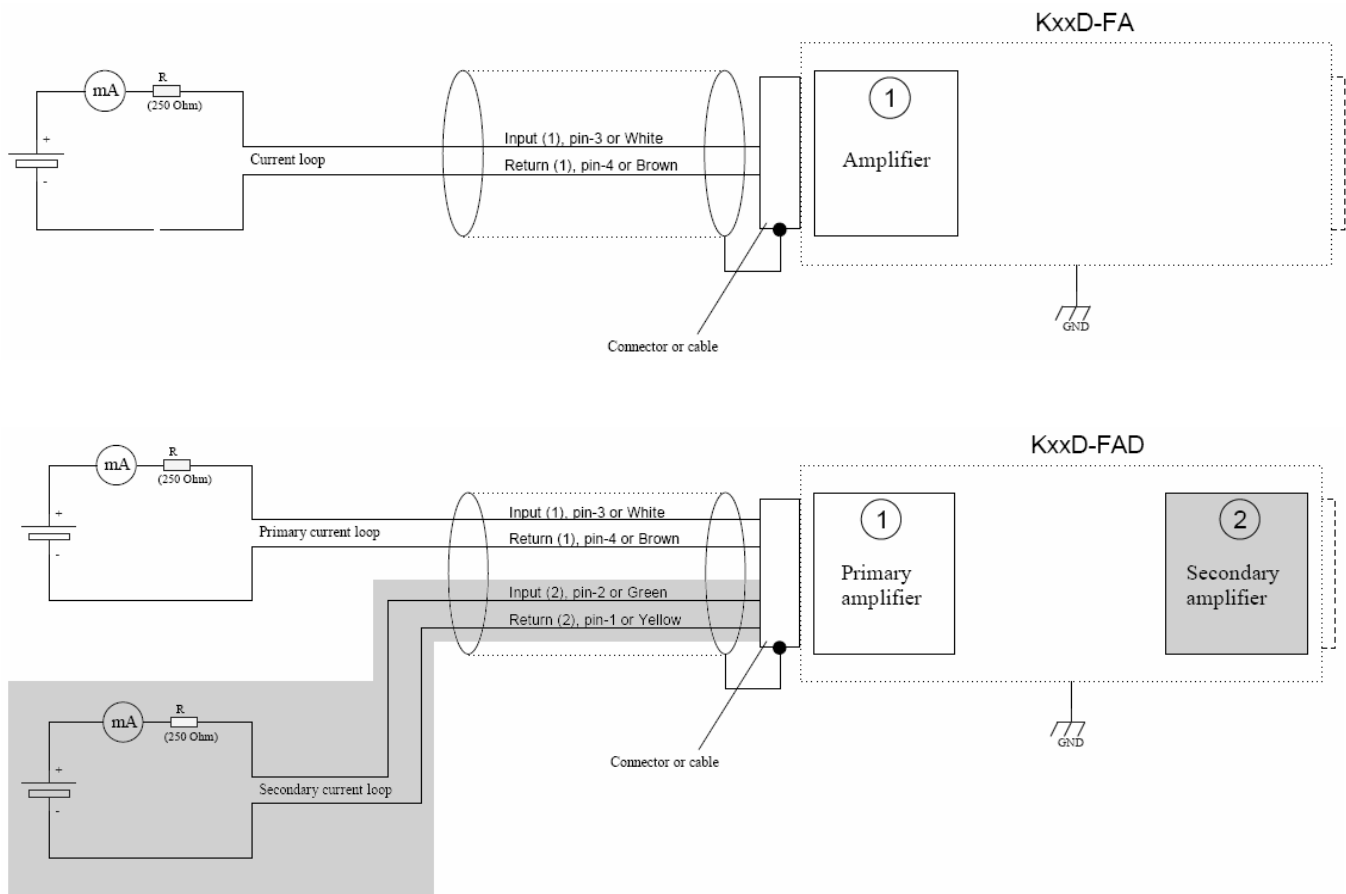 KxxD-FA
R
mA
(250 Ohm)
1
+
Input (1), pin-3 or White
Current loop
Amplifier
Return (1), pin-4 or Brown
-
GND
Connector or cable
KxxD-FAD
R
mA
(250 Ohm)
Input (1), pin-3 or White
1
2
+
Primary current loop
Return (1), pin-4 or Brown
-
Primary
amplifier
Secondary
amplifier
Input (2), pin-2 or Green
Return (2), pin-1 or Yellow
R
mA
(250 Ohm)
GND
Connector or cable
+
Secondary current loop
-